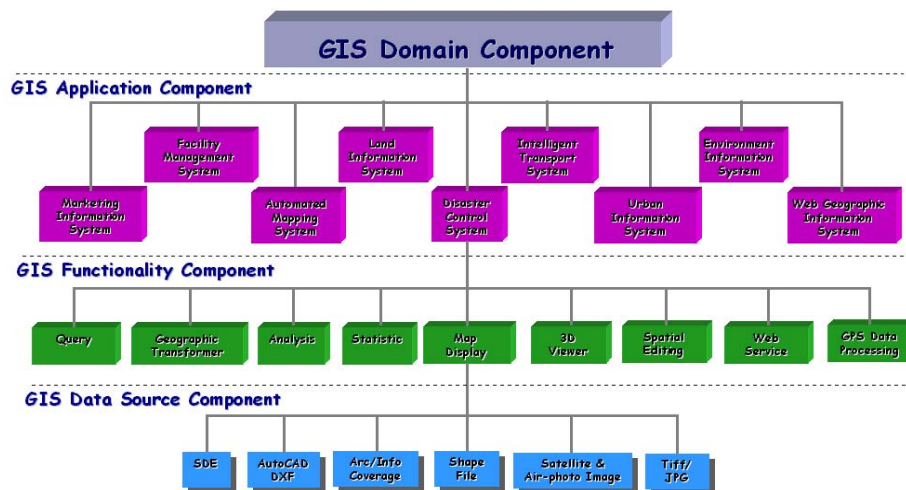 GIS Domain Component
GIS Application Component
Facility
Management
System
Land
Information
System
Intelligent
Transport
System
Environment
Information
System
Marketing
Information
System
Automated
Mapping
System
Disaster
Control
System
Urban
Information
System
Web Geographic
Information
System
GIS Functionality Component
Query
Geographic
Transformer
Analysis
Statistic
Map
Display
3D
Viewer
Spatial
Editing
Web
Service
GPS Data
Processing
GIS Data Source Component
SDE
AutoCAD
DXF
Arc/Info
Coverage
Shape
File
Satellite &
Air-photo Image
Tiff/
JPG